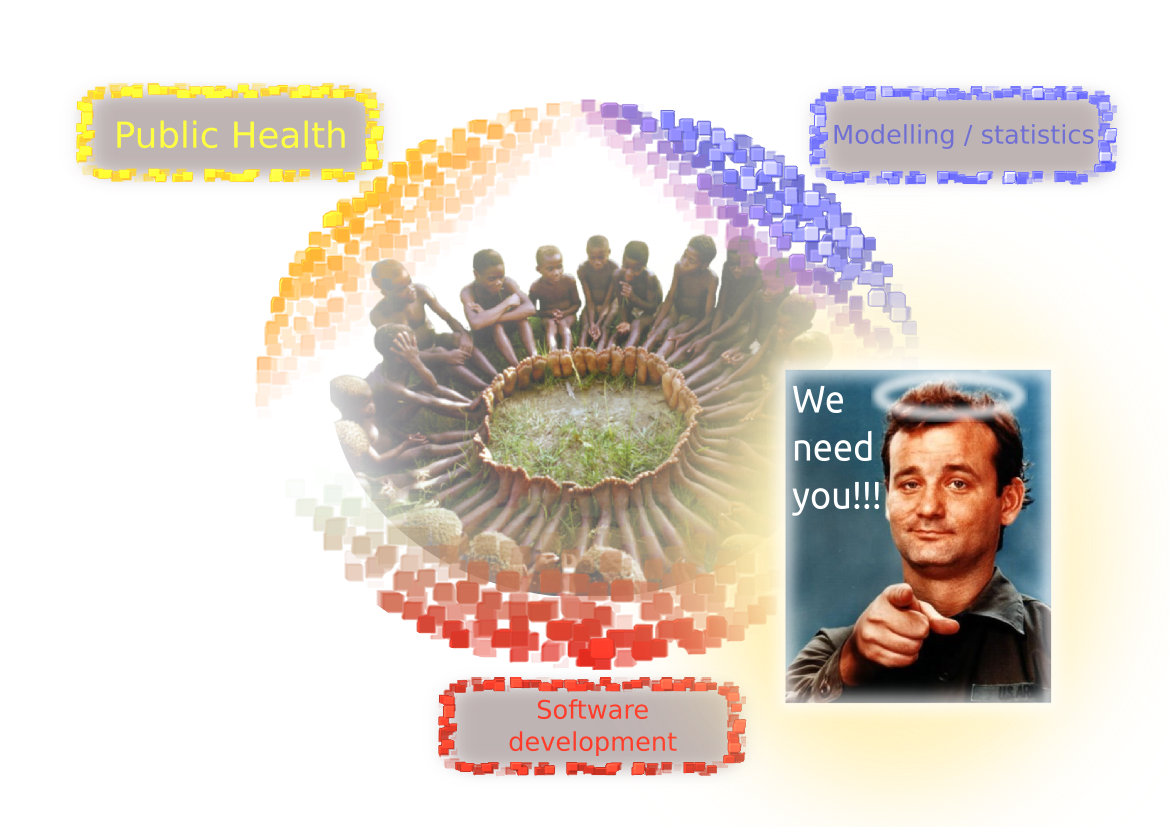 Public Health
Modelling / statistics
We
need
you!!!
Software
development